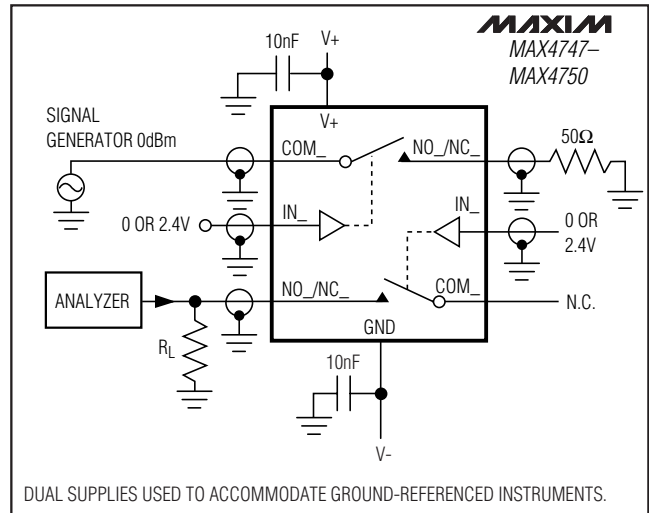 MAXIM
MAX4747–
MAX4750
10nF
V+
V+
SIGNAL
GENERATOR 0dBm
COM_
NO_/NC_
50Ω
IN_
IN_
0 OR 2.4V
0 OR
2.4V
ANALYZER
NO_/NC_
COM_
N.C.
GND
RL
10nF
V-
DUAL SUPPLIES USED TO ACCOMMODATE GROUND-REFERENCED INSTRUMENTS.